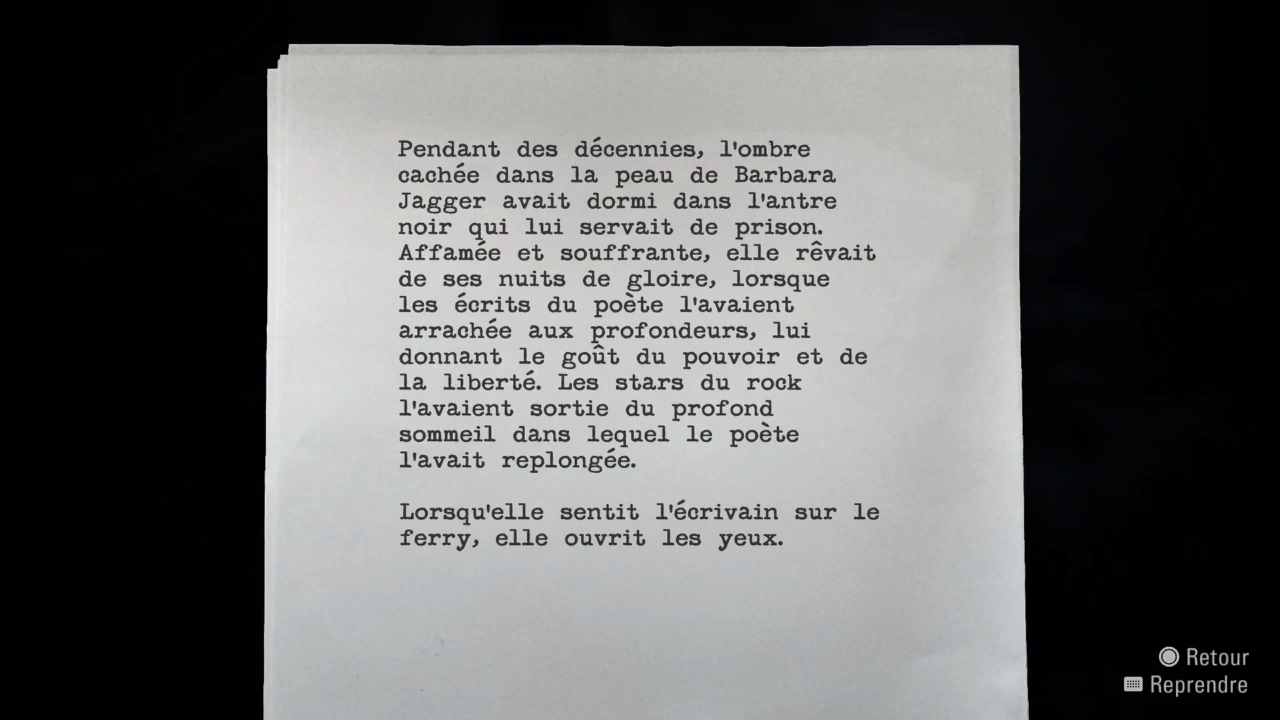 Pendant des décennies, l'ombre
cachée dans la peau de Barbara
Jagger avait dormi dans l'antre
noir qui lui servait de prison.
Affamée et souffrante, elle rêvait
de ses nuits de gloire, lorsque
les écrits du poète l'avaient
arrachée aux profondeurs, lui
donnant le goût du pouvoir et de
la liberté. Les stars du rock
l'avaient sortie du profond
sommeil dans lequel le poète
l'avait replongée.
Lorsqu'elle sentit l'écrivain sur le
ferry, elle ouvrit les yeux.
Retour
Reprendre